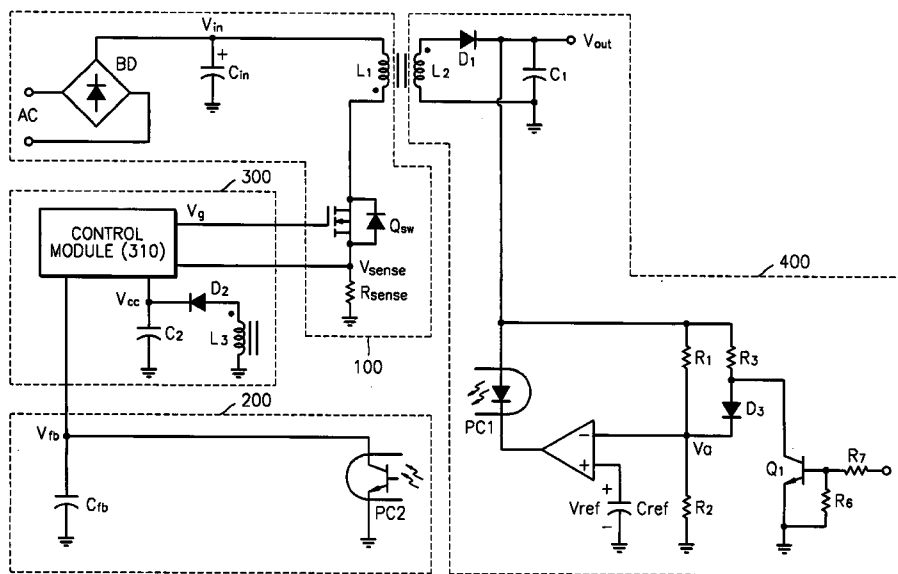 Vin
BD
Cin
AC
L1
L2
D1
C1
Vout
300
Vg
CONTROL
MODULE (310)
Qsw
Vsense
Rsense
Vcc
D2
C2
L3
100
400
200
Vfb
Cfb
PC2
PC1
R1
R3
D3
Va
−
+
Vref
+
−
Cref
R2
Q1
R7
R6
+